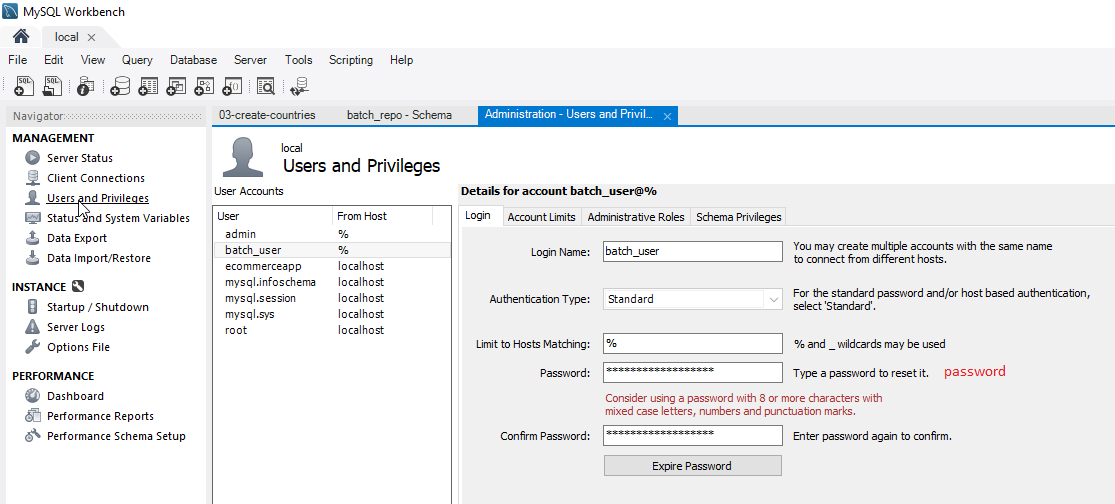 MySQL Workbench
local
File Edit View Query Database Server Tools Scripting Help
SQL SQL
Navigator
MANAGEMENT
Server Status
Client Connections
Users and Privileges
Status and System Variables
Data Export
Data Import/Restore
INSTANCE
Startup / Shutdown
Server Logs
Options File
PERFORMANCE
Dashboard
Performance Reports
Performance Schema Setup
03-create-countries batch_repo - Schema Administration - Users and Privil...
local
Users and Privileges
User Accounts
User From Host
admin %
batch_user %
ecommerceapp localhost
mysql.infoschema localhost
mysql.session localhost
mysql.sys localhost
root localhost
Details for account batch_user@%
Login Account Limits Administrative Roles Schema Privileges
Login Name: batch_user You may create multiple accounts with the same name
to connect from different hosts.
Authentication Type: Standard For the standard password and/or host based authentication,
select 'Standard'.
Limit to Hosts Matching: % % and _ wildcards may be used
Password: ****************** Type a password to reset it. password
Consider using a password with 8 or more characters with
mixed case letters, numbers and punctuation marks.
Confirm Password: ****************** Enter password again to confirm.
Expire Password